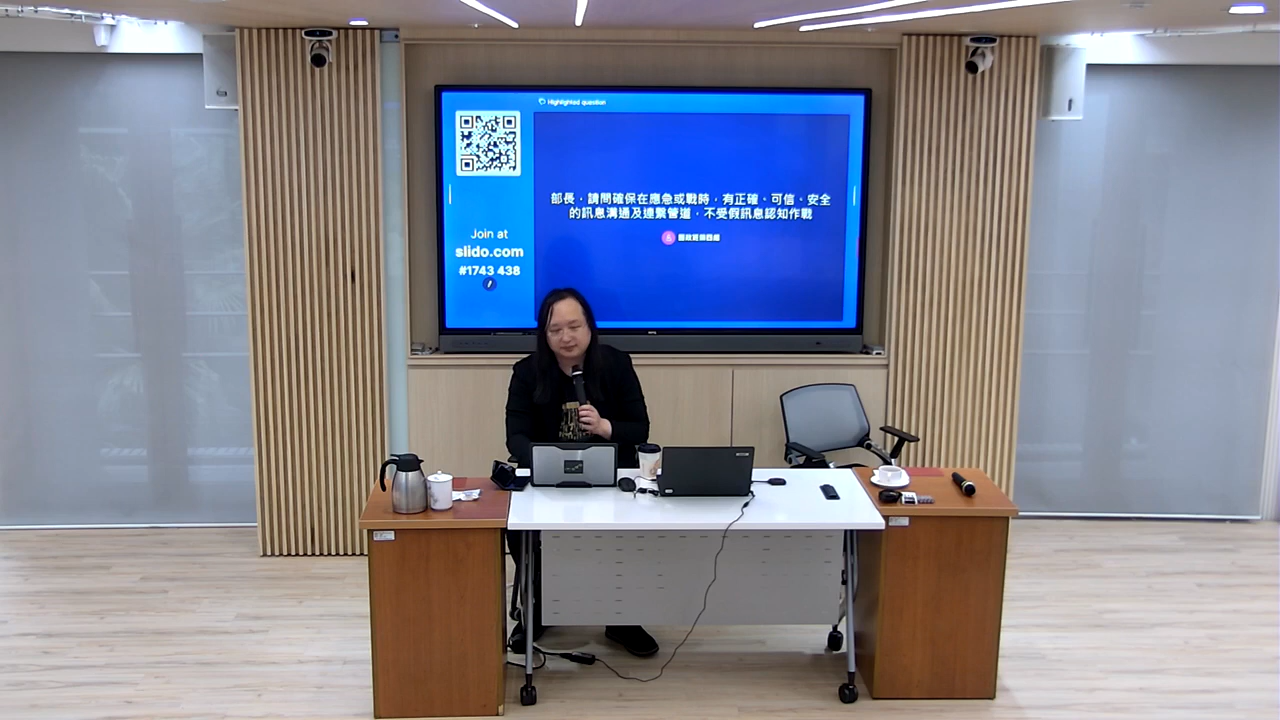 Highlighted question
部長，請問確保在應急或戰時，有正確。可信。安全
的訊息溝通及連繫管道，不受假訊息認知作戰
Join at
slido.com
#1743 438